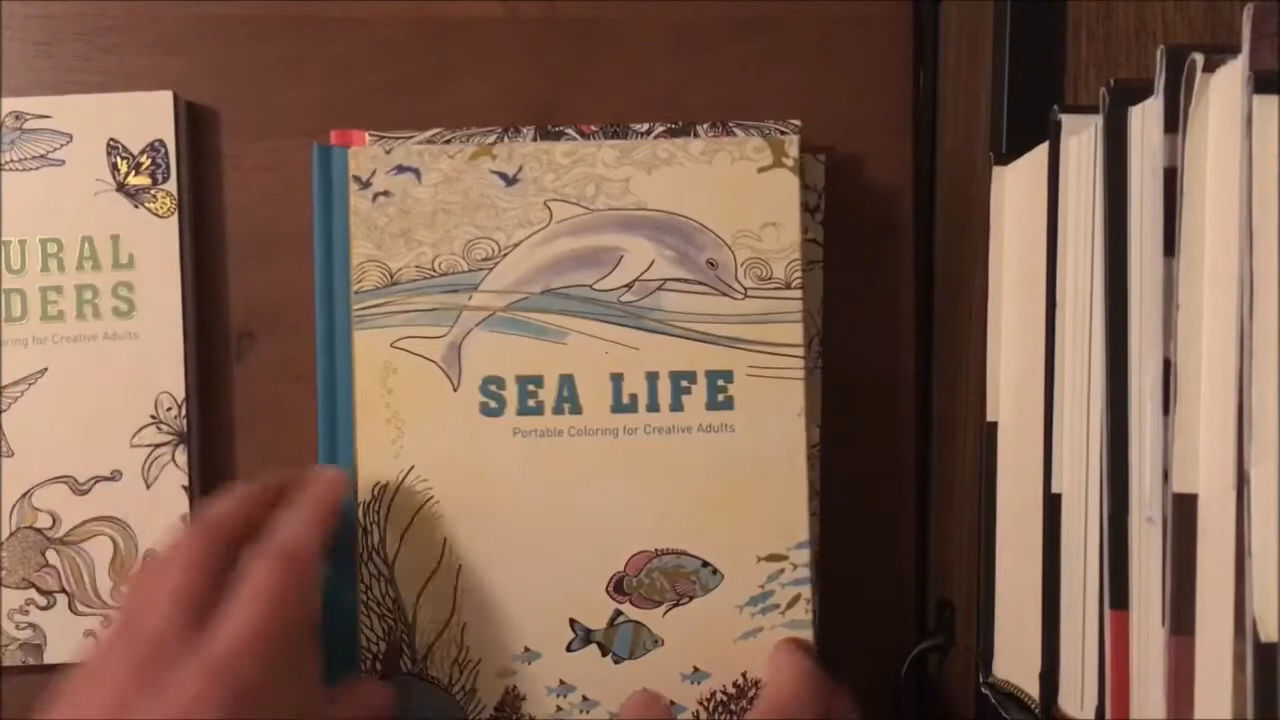 URAL
DERS
oring for Creative Adults
SEA LIFE
Portable Coloring for Creative Adults